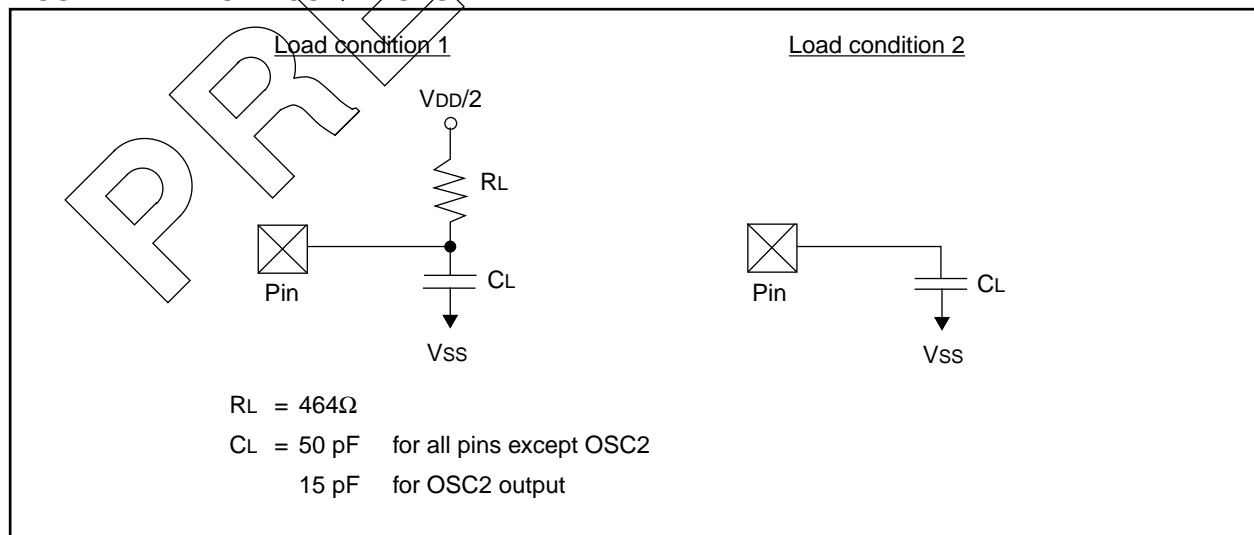 Load condition 1
Load condition 2
VDD/2
RL
Pin
CL
VSS
Pin
CL
VSS
RL = 464Ω
CL = 50 pF for all pins except OSC2
15 pF for OSC2 output
PRE